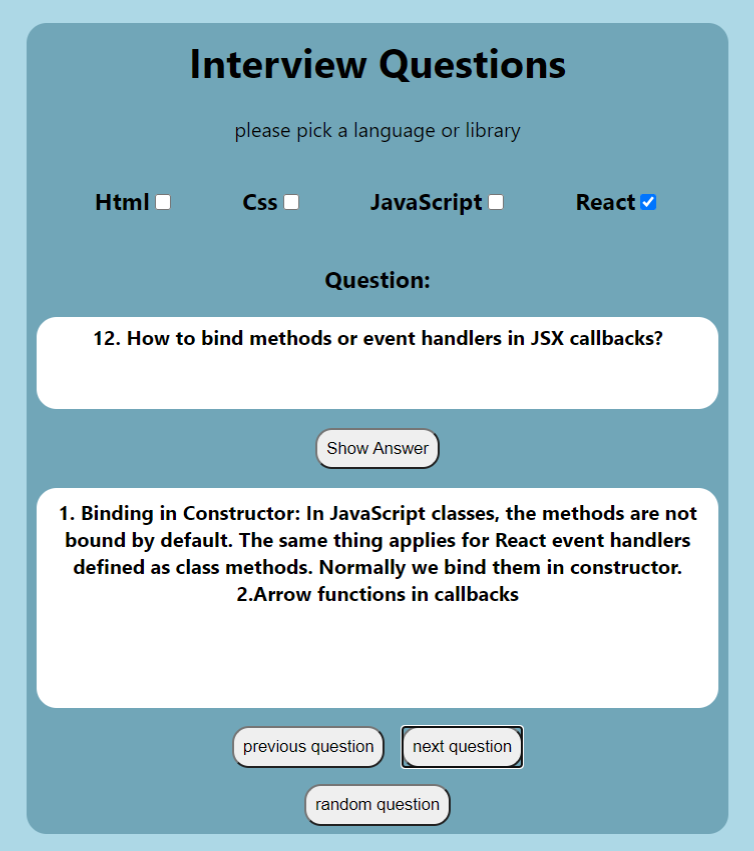 Interview Questions
please pick a language or library
Html Css JavaScript React
Question:
12. How to bind methods or event handlers in JSX callbacks?
Show Answer
1. Binding in Constructor: In JavaScript classes, the methods are not
bound by default. The same thing applies for React event handlers
defined as class methods. Normally we bind them in constructor.
2.Arrow functions in callbacks
previous question next question
random question